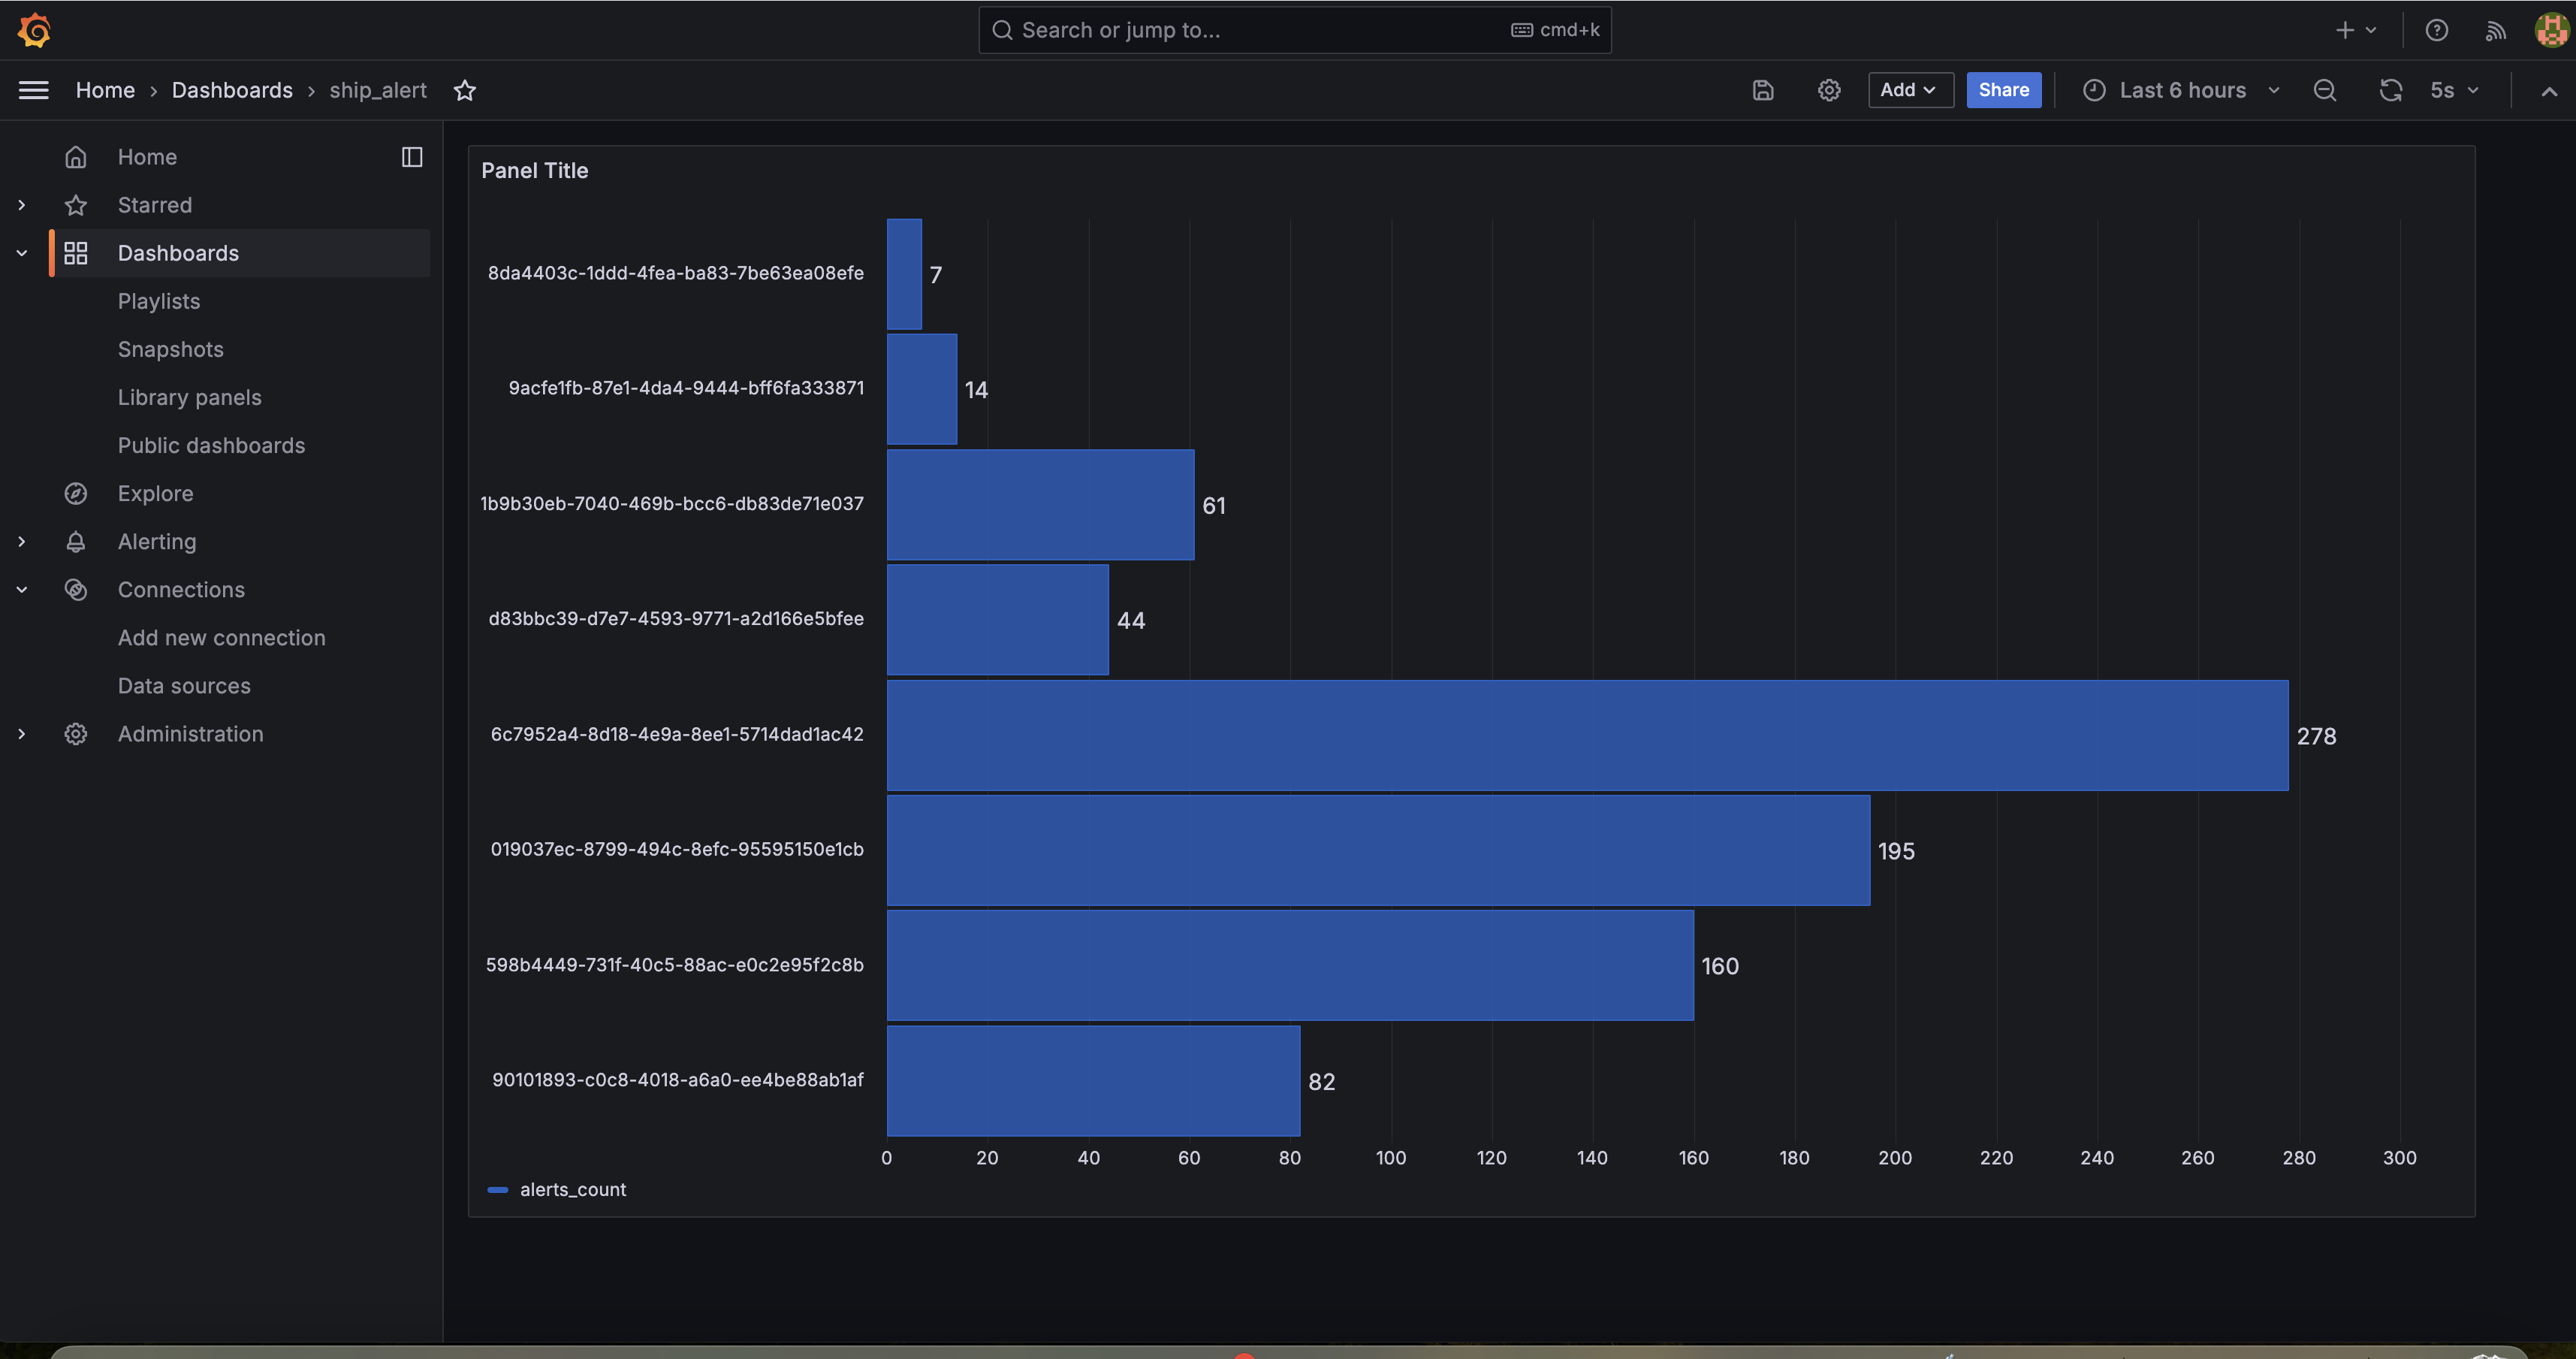 Search or jump to...
cmd+k
Home › Dashboards › ship_alert
Add
Share
Last 6 hours
5s
Home
Starred
Dashboards
Playlists
Snapshots
Library panels
Public dashboards
Explore
Alerting
Connections
Add new connection
Data sources
Administration
Panel Title
8da4403c-1ddd-4fea-ba83-7be63ea08efe 7
9acfe1fb-87e1-4da4-9444-bff6fa333871 14
1b9b30eb-7040-469b-bcc6-db83de71e037 61
d83bbc39-d7e7-4593-9771-a2d166e5bfee 44
6c7952a4-8d18-4e9a-8ee1-5714dad1ac42 278
019037ec-8799-494c-8efc-95595150e1cb 195
598b4449-731f-40c5-88ac-e0c2e95f2c8b 160
90101893-c0c8-4018-a6a0-ee4be88ab1af 82
0 20 40 60 80 100 120 140 160 180 200 220 240 260 280 300
alerts_count